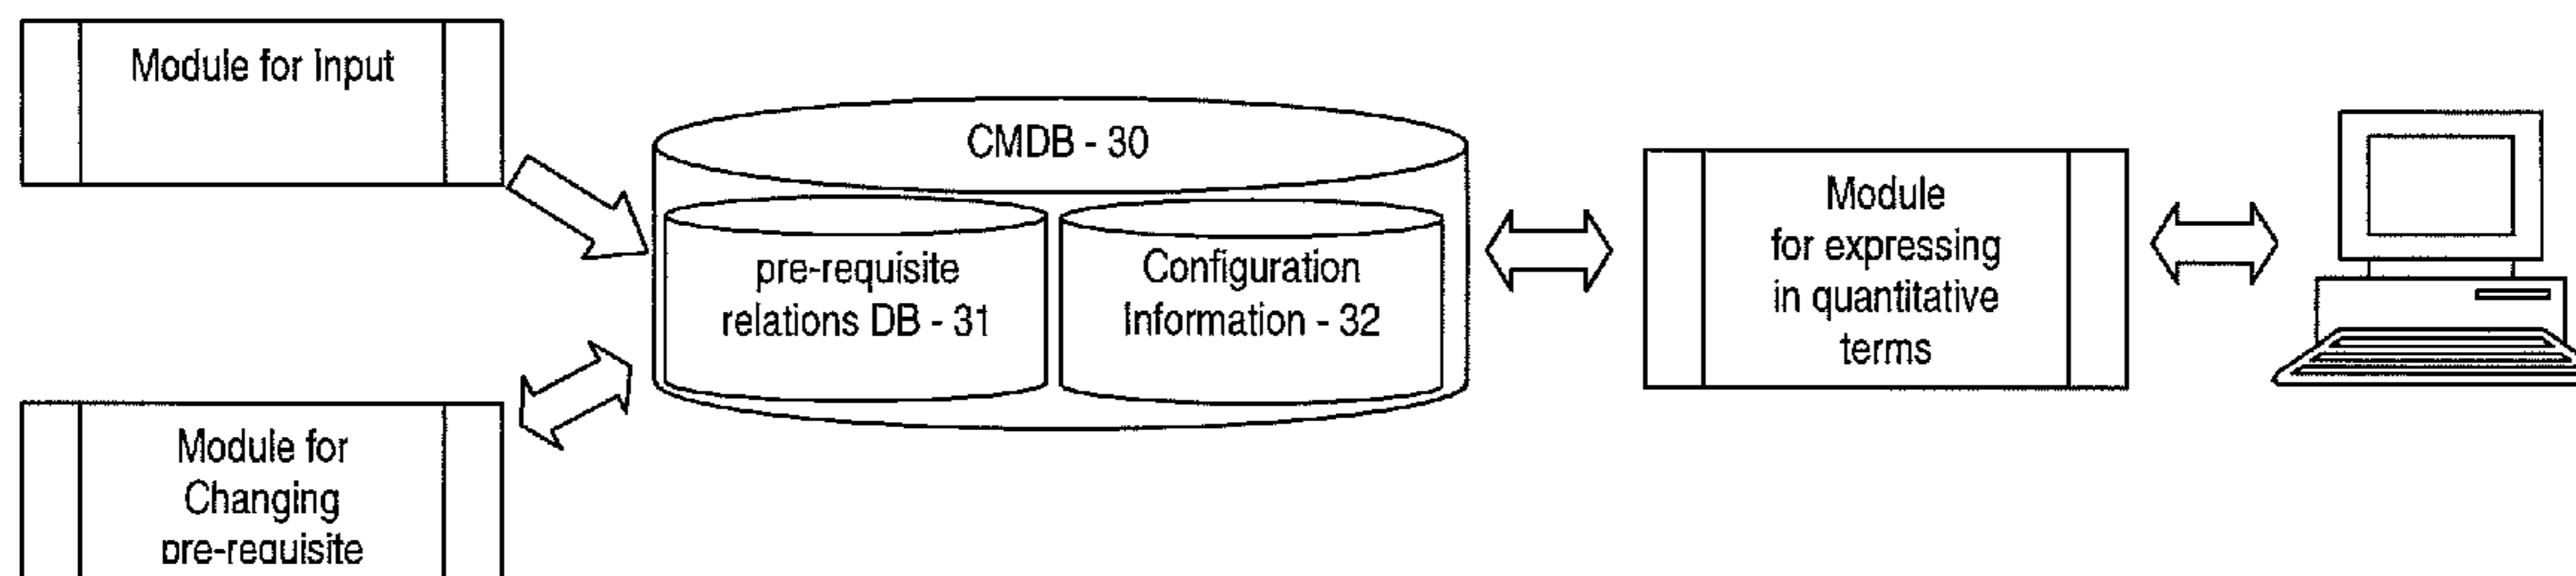 Module for Input
CMDB - 30
pre-requisite
relations DB - 31
Configuration
Information - 32
Module
for expressing
in quantitative
terms
Module for
Changing
pre-requisite